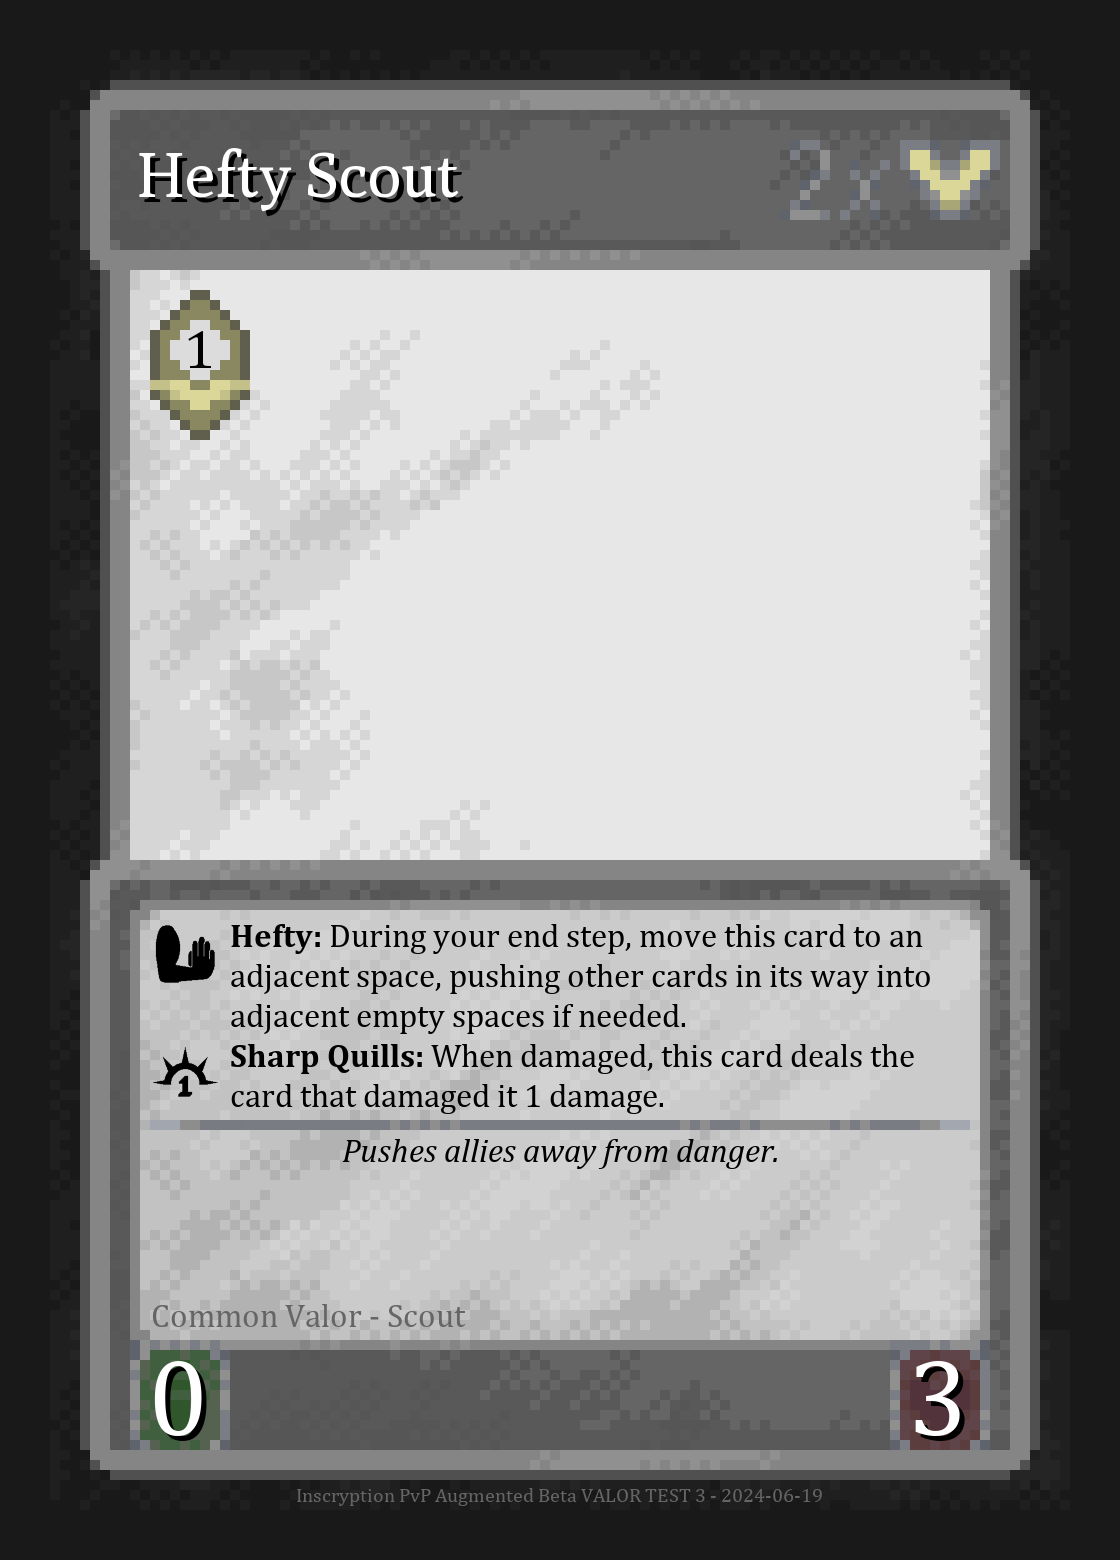 Hefty Scout 2x
1
Hefty: During your end step, move this card to an
adjacent space, pushing other cards in its way into
adjacent empty spaces if needed.
1
Sharp Quills: When damaged, this card deals the
card that damaged it 1 damage.
Pushes allies away from danger.
Common Valor - Scout
0 3
Inscryption PvP Augmented Beta VALOR TEST 3 - 2024-06-19